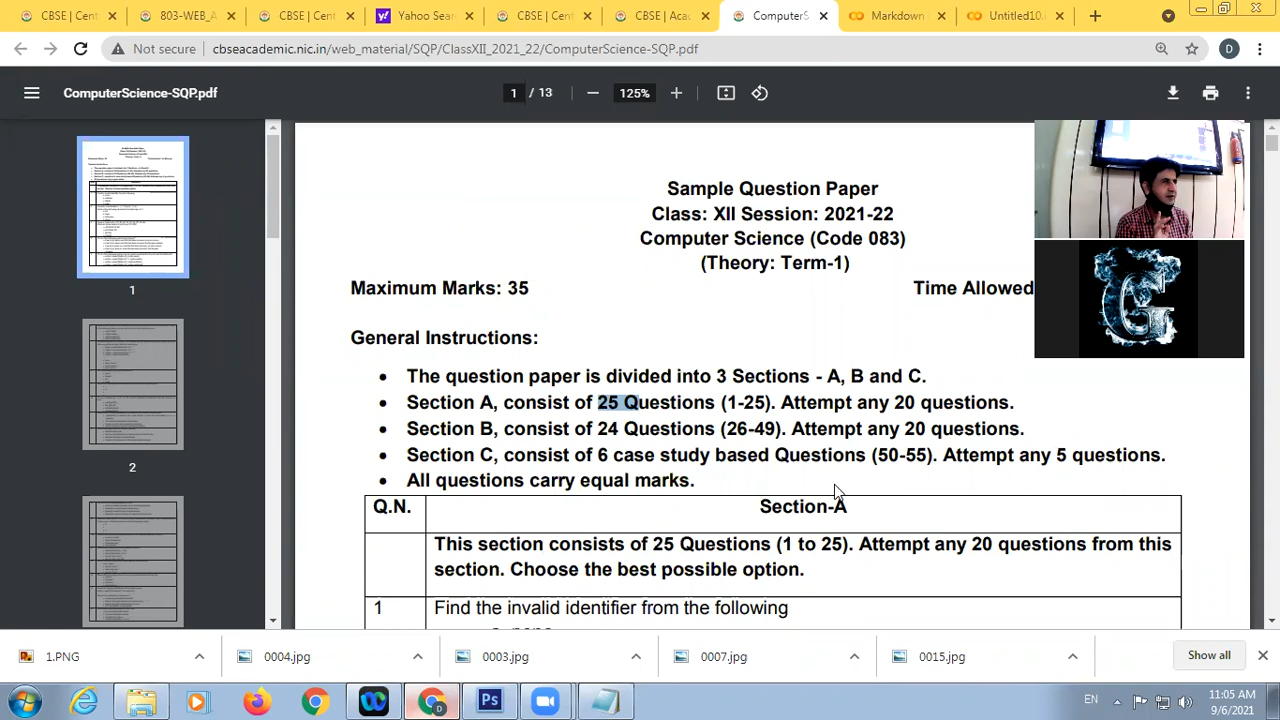 CBSE | Cent
803-WEB_A
CBSE | Cent
Yahoo Sear
CBSE | Cent
CBSE | Aca
ComputerS
Markdown
Untitled10.i
Not secure
cbseacademic.nic.in/web_material/SQP/ClassXII_2021_22/ComputerScience-SQP.pdf
D
ComputerScience-SQP.pdf
1 / 13
125%
1
2
Sample Question Paper
Class: XII Session: 2021-22
Computer Science (Code 083)
(Theory: Term-1)
Maximum Marks: 35 Time Allowed
General Instructions:
• The question paper is divided into 3 Sections - A, B and C.
• Section A, consist of 25 Questions (1-25). Attempt any 20 questions.
• Section B, consist of 24 Questions (26-49). Attempt any 20 questions.
• Section C, consist of 6 case study based Questions (50-55). Attempt any 5 questions.
• All questions carry equal marks.
Q.N. Section-A
This section consists of 25 Questions (1 to 25). Attempt any 20 questions from this
section. Choose the best possible option.
1 Find the invalid identifier from the following
G
1.PNG
0004.jpg
0003.jpg
0007.jpg
0015.jpg
Show all
Ps
EN
11:05 AM
9/6/2021